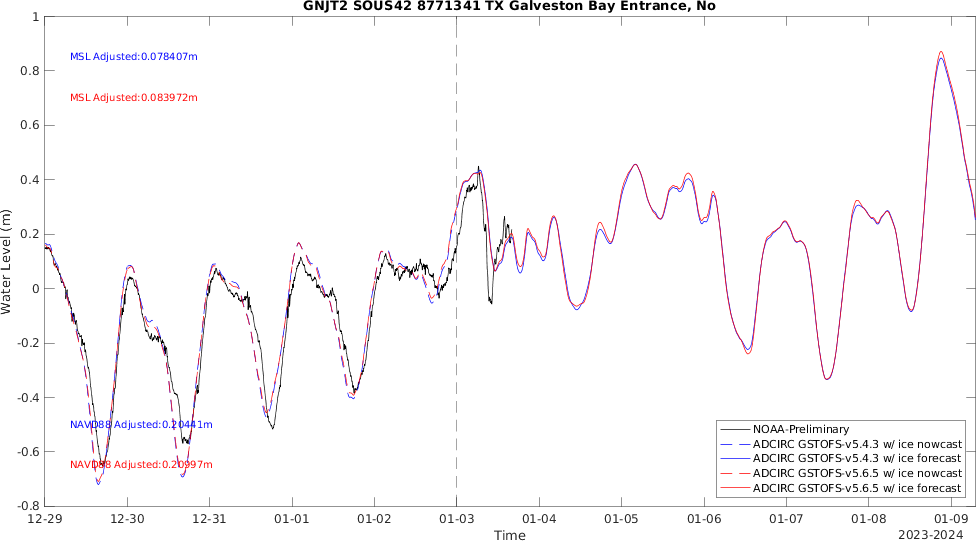 GNJT2 SOUS42 8771341 TX Galveston Bay Entrance, No
1
0.8
0.6
0.4
0.2
0
-0.2
-0.4
-0.6
-0.8
Water Level (m)
MSL Adjusted:0.078407m
MSL Adjusted:0.083972m
NAVD88 Adjusted:0.20441m
NAVD88 Adjusted:0.20997m
NOAA-Preliminary
ADCIRC GSTOFS-v5.4.3 w/ ice nowcast
ADCIRC GSTOFS-v5.4.3 w/ ice forecast
ADCIRC GSTOFS-v5.6.5 w/ ice nowcast
ADCIRC GSTOFS-v5.6.5 w/ ice forecast
12-29 12-30 12-31 01-01 01-02 01-03 01-04 01-05 01-06 01-07 01-08 01-09
Time
2023-2024